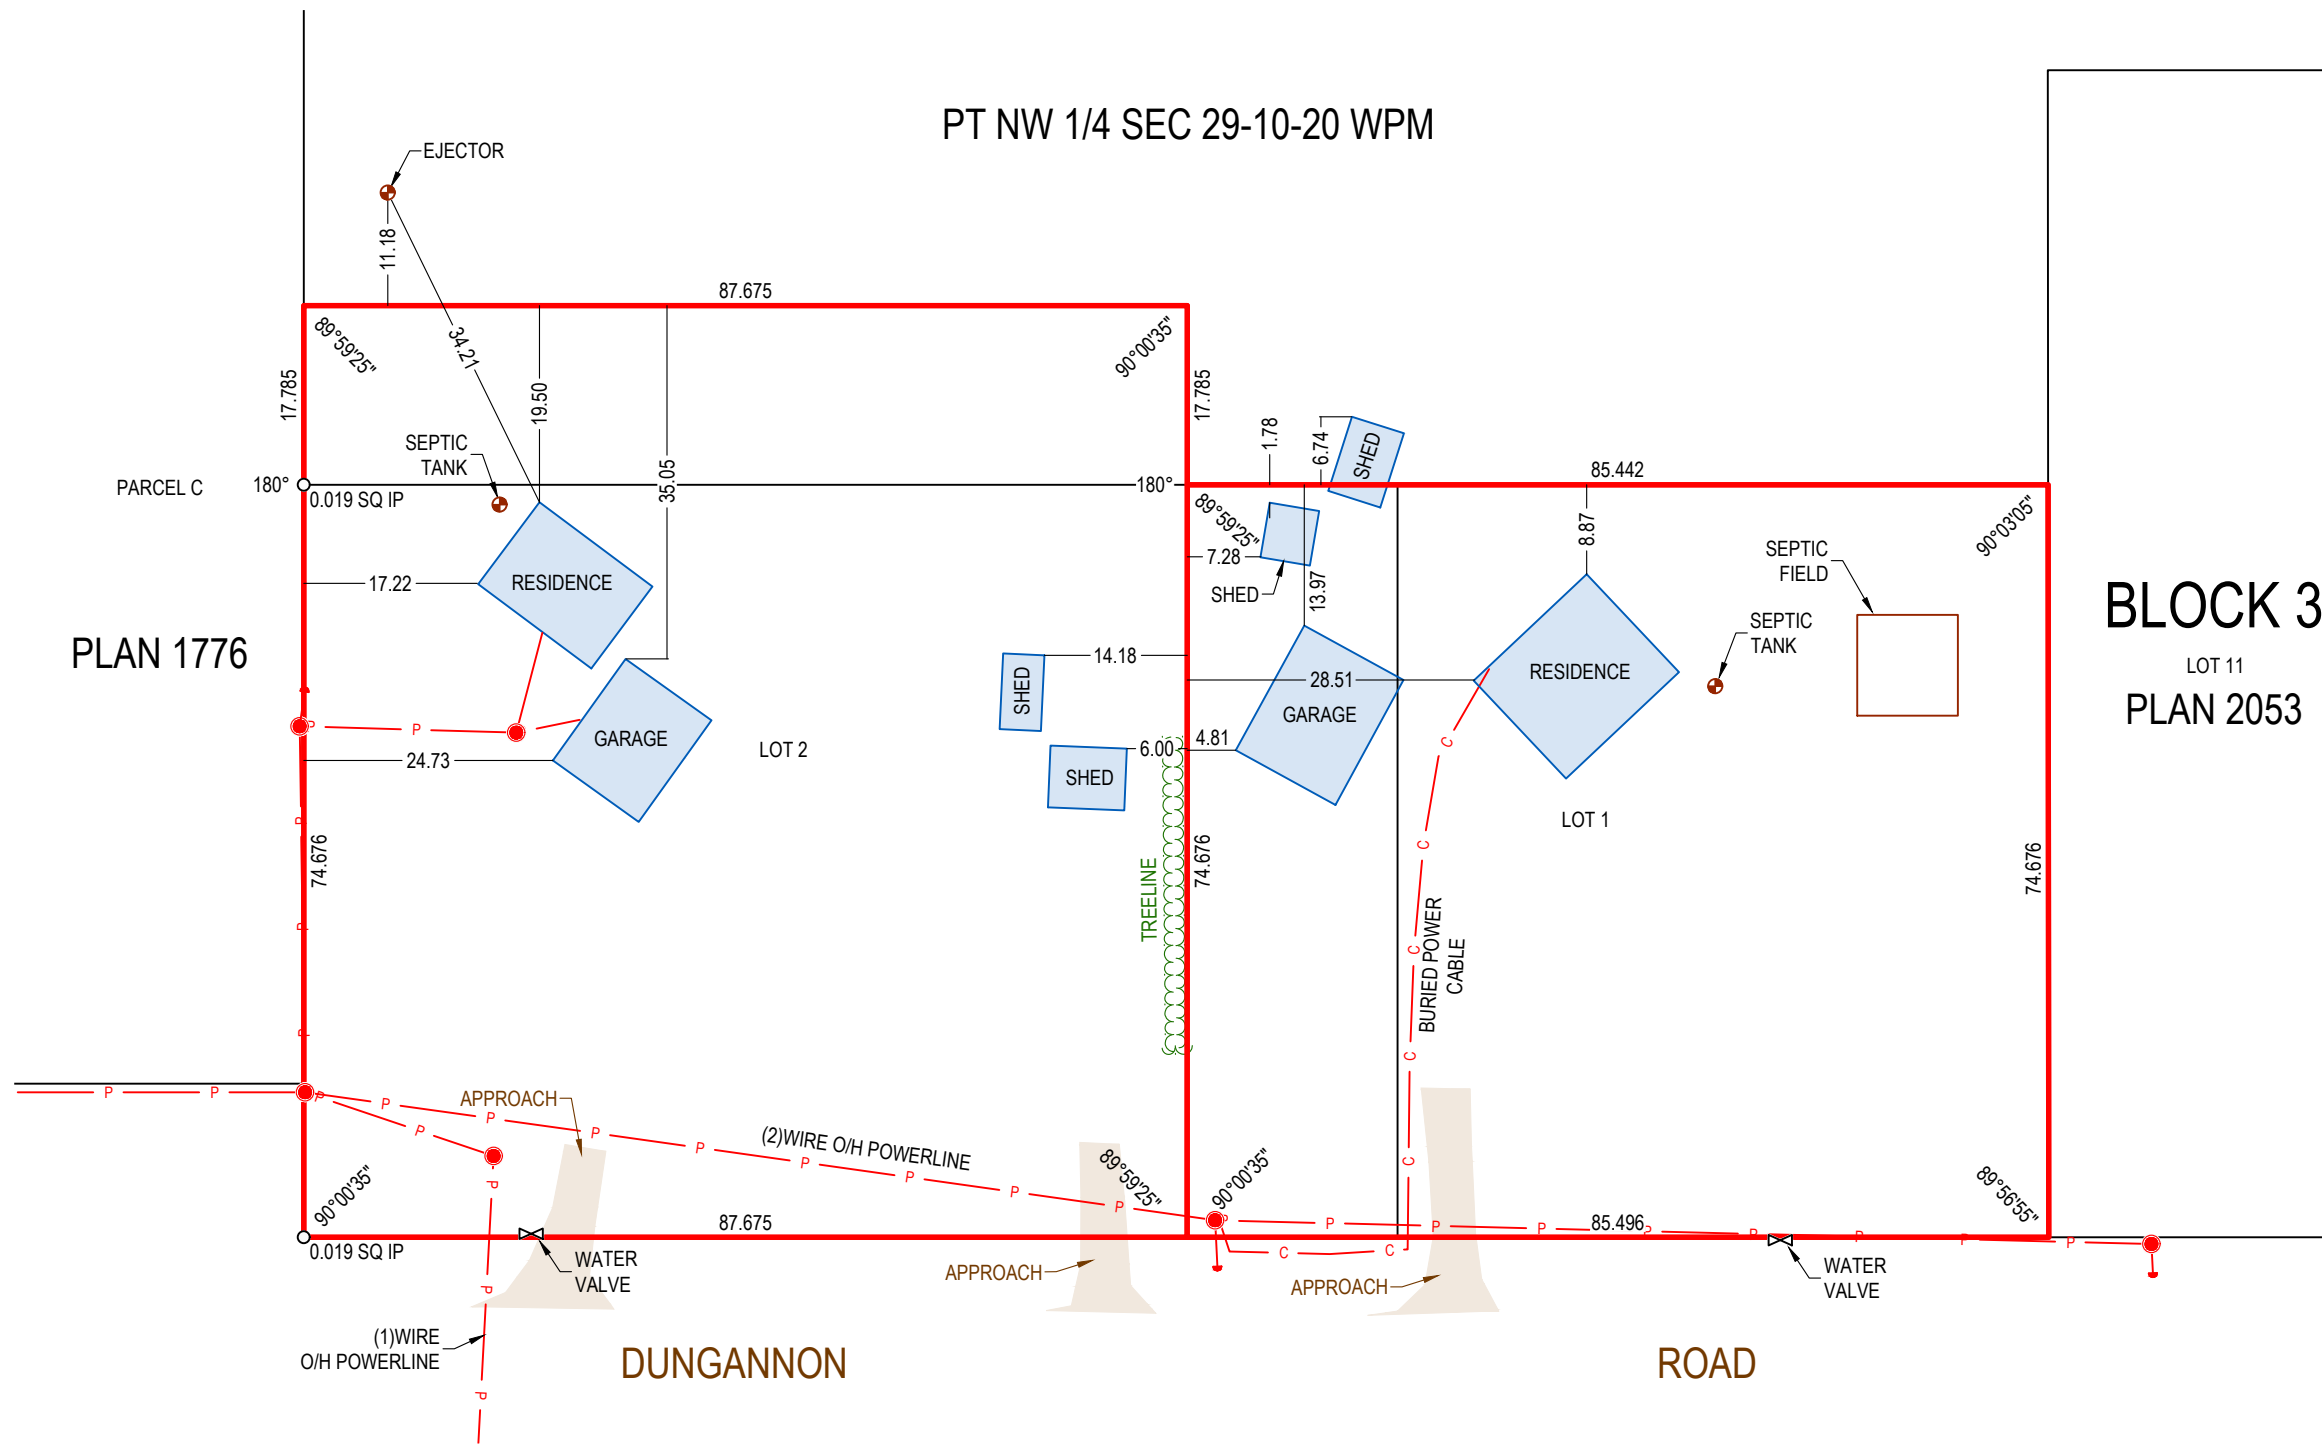 PT NW 1/4 SEC 29-10-20 WPM
EJECTOR
11.18
87.675
89°59'25"
90°00'35"
34.21
17.785
19.50
17.785
35.05
SEPTIC
TANK
1.78
6.74
SHED
85.442
PARCEL C
180°
0.019 SQ IP
180°
89°59'25"
90°03'05"
8.87
7.28
SHED
13.97
SEPTIC
FIELD
17.22
RESIDENCE
BLOCK 3
LOT 11
PLAN 2053
PLAN 1776
SEPTIC
TANK
14.18
SHED
28.51
RESIDENCE
GARAGE
P
P
GARAGE
LOT 2
24.73
6.00
4.81
SHED
C
LOT 1
P
74.676
TREELINE
74.676
C
74.676
P
BURIED POWER
CABLE
C
P
C
P
P
P
P
APPROACH
P
P
P
P
(2)WIRE O/H POWERLINE
P
P
P
P
89°59'25"
90°00'35"
C
89°56'55"
90°00'35"
P
87.675
P
P
P
P
85.496
P
P
P
P
P
0.019 SQ IP
C
C
WATER
VALVE
APPROACH
APPROACH
WATER
VALVE
P
(1)WIRE
O/H POWERLINE
P
DUNGANNON
ROAD